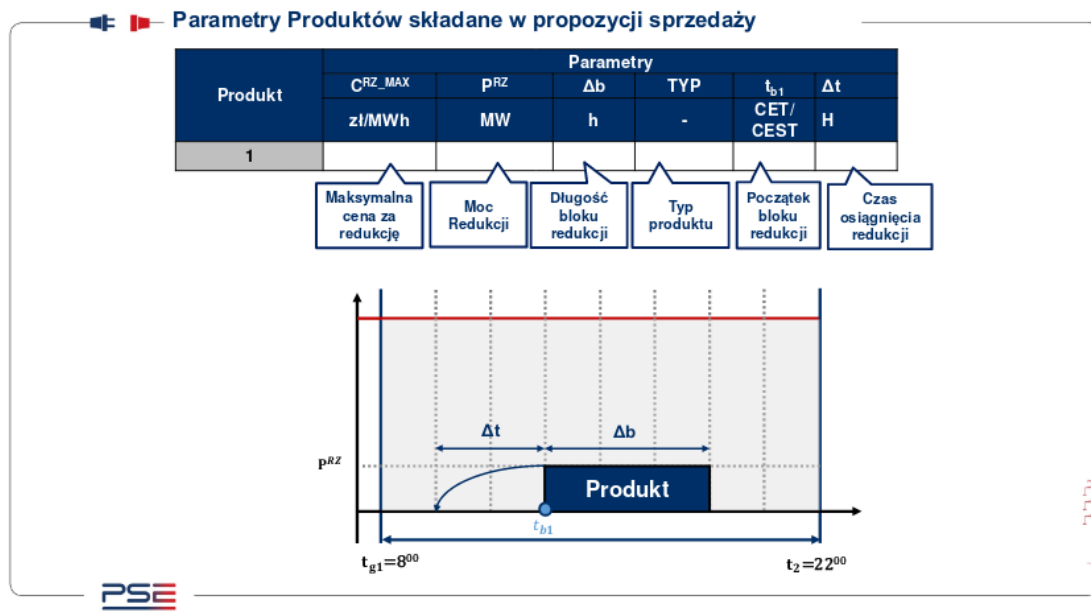 Parametry Produktów składane w propozycji sprzedaży
Produkt
Parametry
C^RZ_MAX P^RZ Δb TYP t_b1 Δt
zł/MWh MW h - CET/ CEST H
1
Maksymalna cena za redukcję
Moc Redukcji
Długość bloku redukcji
Typ produktu
Początek bloku redukcji
Czas osiągnięcia redukcji
Δt Δb
P^RZ
Produkt
t_b1
t_g1=8^00
t_2=22^00
PSE